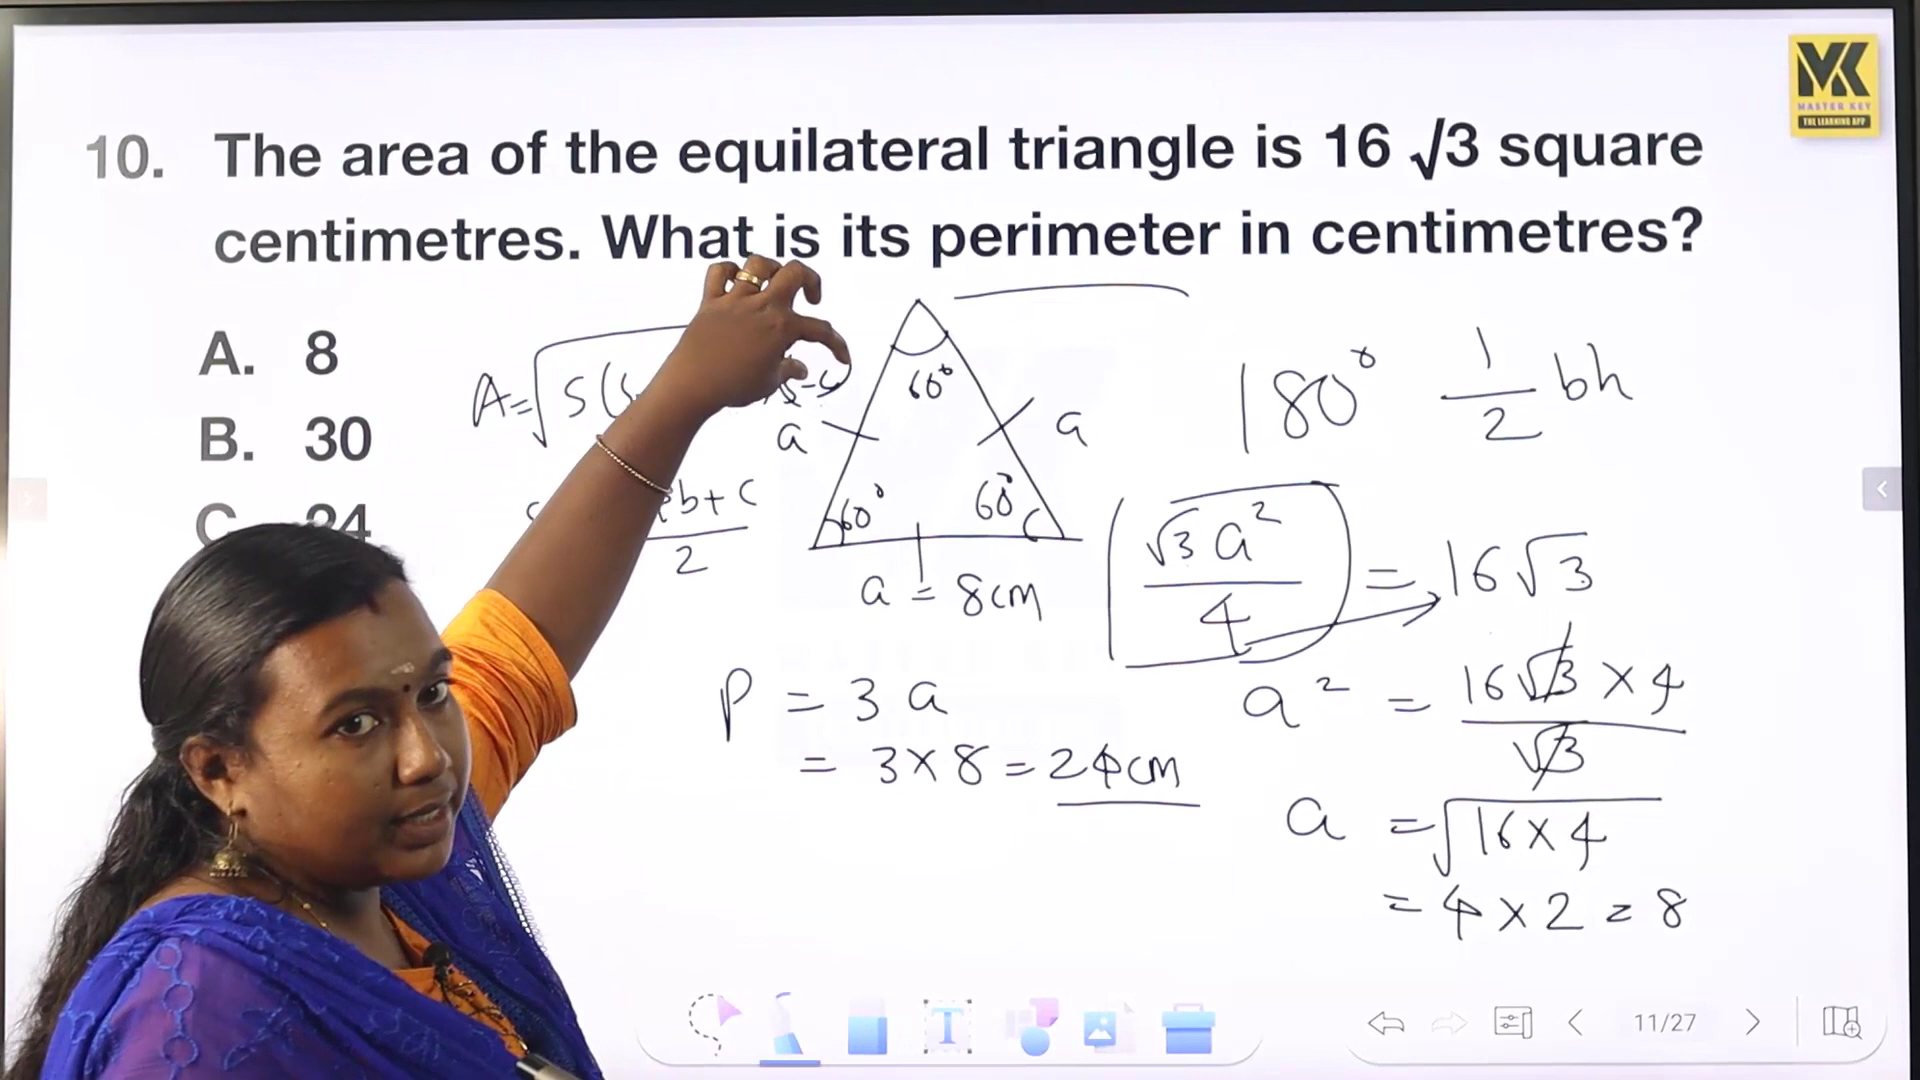 MK
MASTER KEY
THE LEARNING APP
10. The area of the equilateral triangle is 16 √3 square
centimetres. What is its perimeter in centimetres?
A. 8
B. 30
C. 24
A=√S(S
b+c
2
60°
60°
60°
a
a
a = 8cm
180°
1/2 bh
√3 a²/4 = 16√3
P = 3 a
= 3×8 = 24cm
a² = 16√3 × 4 / √3
a = √16×4
= 4×2 = 8
T
11/27